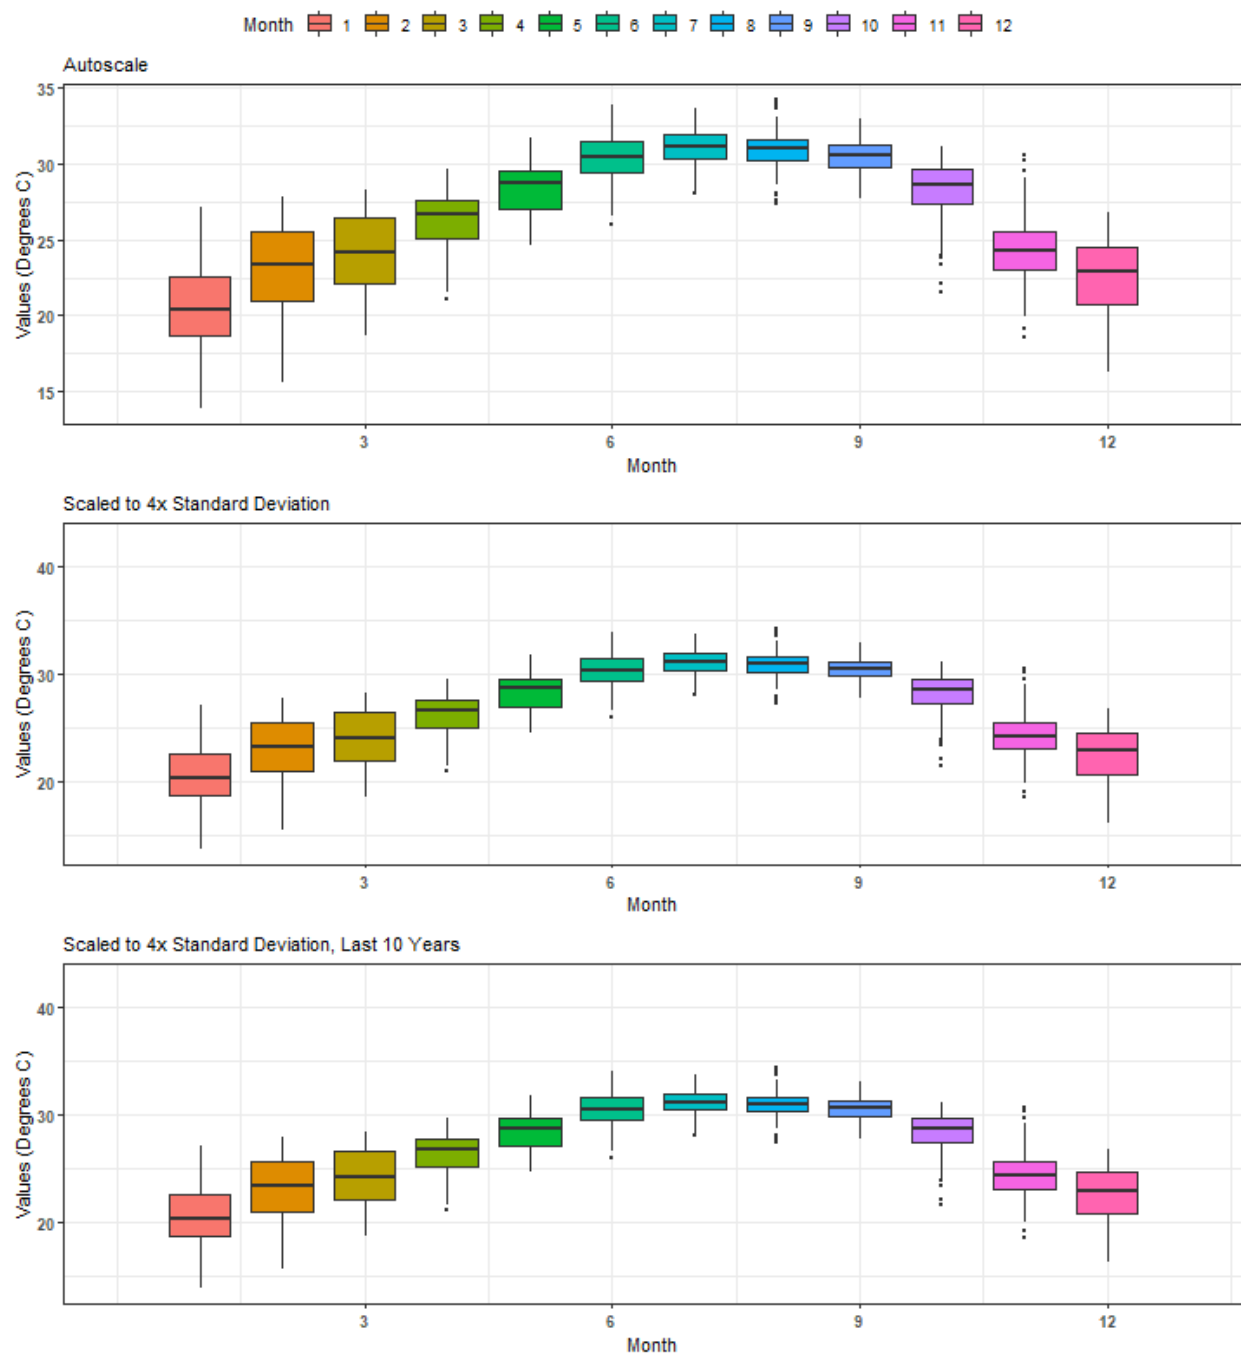 Month 1 2 3 4 5 6 7 8 9 10 11 12
Autoscale
35
30
25
20
15
Values (Degrees C)
3 6 9 12
Month
Scaled to 4x Standard Deviation
40
30
20
Values (Degrees C)
3 6 9 12
Month
Scaled to 4x Standard Deviation, Last 10 Years
40
30
20
Values (Degrees C)
3 6 9 12
Month